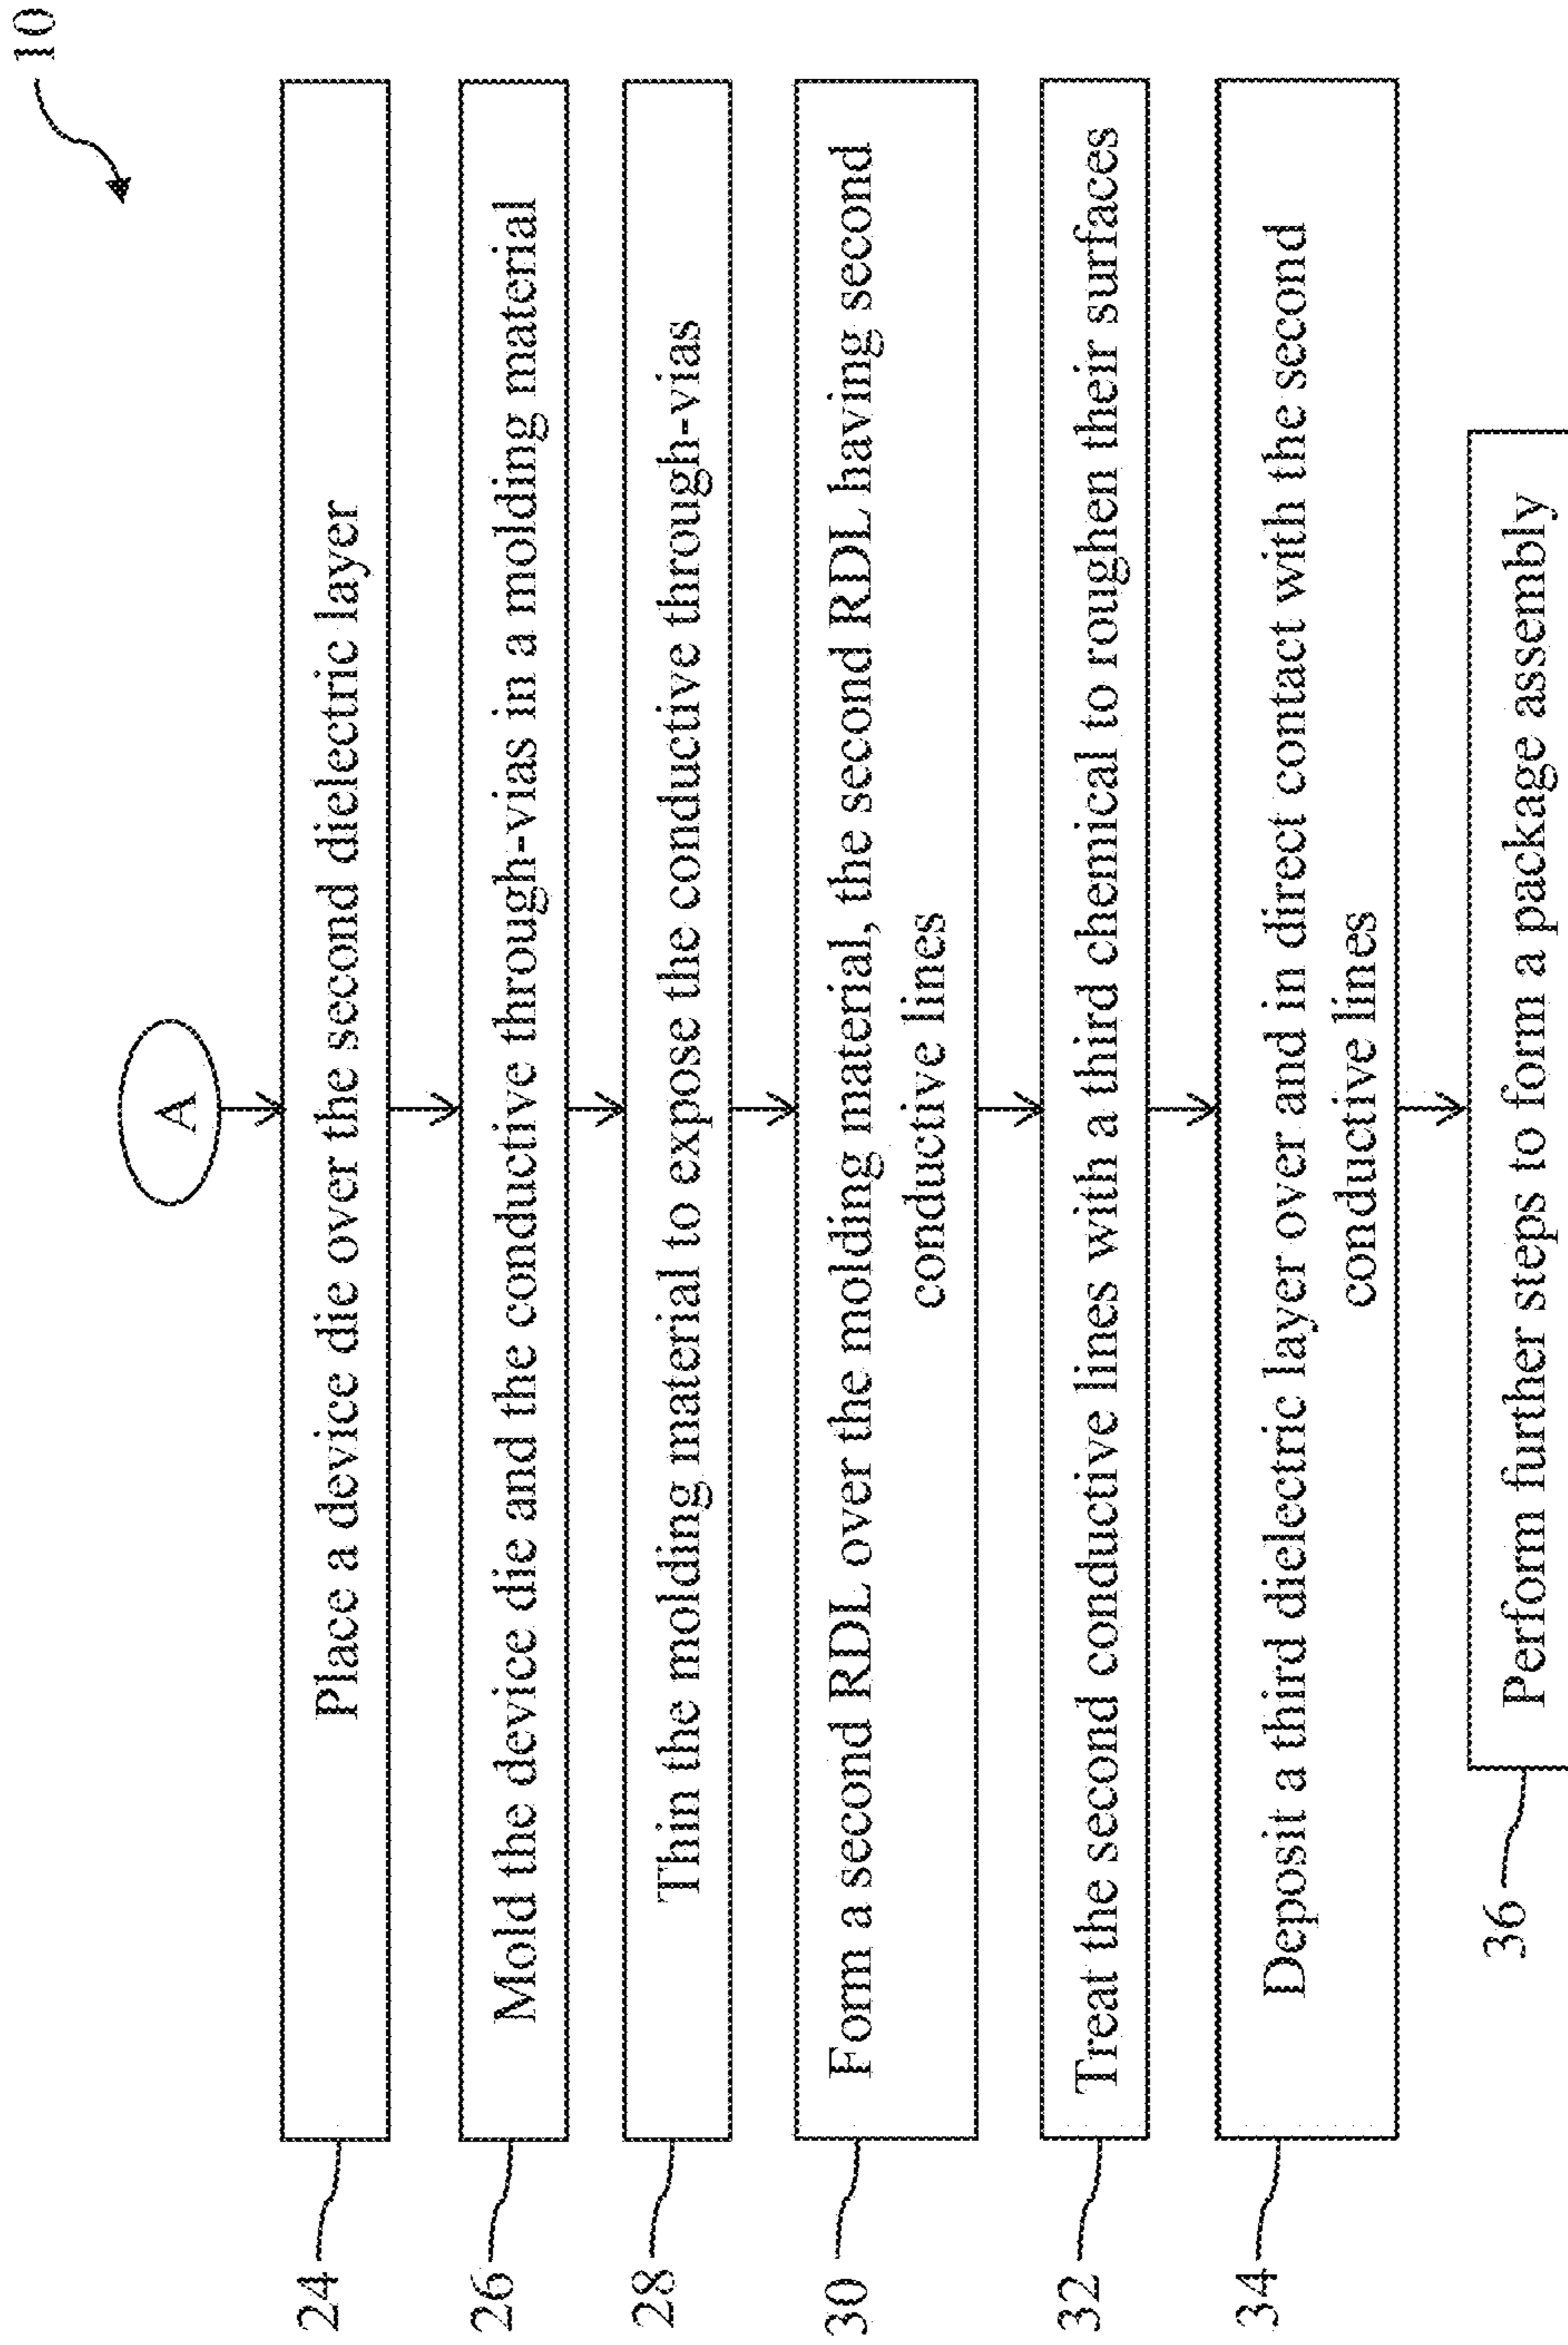 10
A
24
Place a device die over the second dielectric layer
26
Mold the device die and the conductive through-vias in a molding material
28
Thin the molding material to expose the conductive through-vias
30
Form a second RDL over the molding material, the second RDL having second
conductive lines
32
Treat the second conductive lines with a third chemical to roughen their surfaces
34
Deposit a third dielectric layer over and in direct contact with the second
conductive lines
36
Perform further steps to form a package assembly